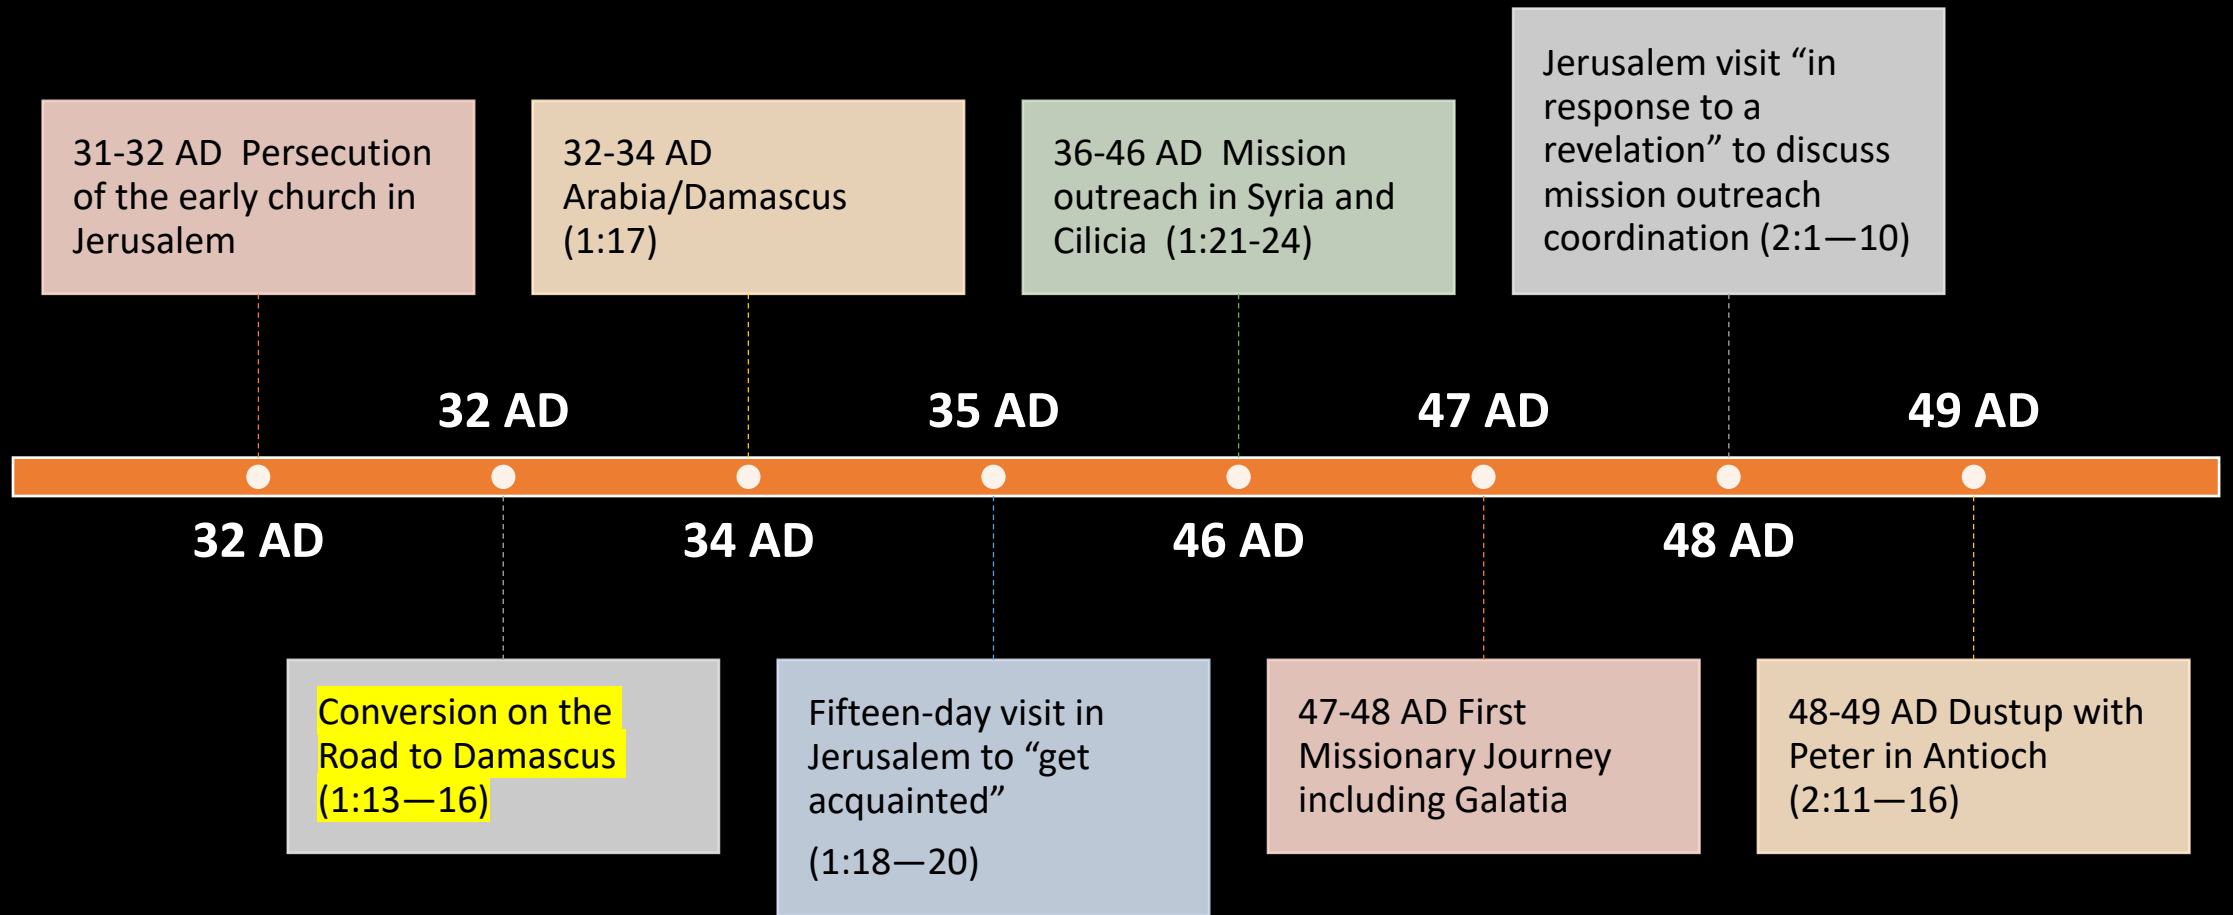 31-32 AD  Persecution
of the early church in
Jerusalem
32-34 AD
Arabia/Damascus
(1:17)
36-46 AD  Mission
outreach in Syria and
Cilicia  (1:21-24)
Jerusalem visit “in
response to a
revelation” to discuss
mission outreach
coordination (2:1—10)
32 AD
35 AD
47 AD
49 AD
32 AD
34 AD
46 AD
48 AD
Conversion on the
Road to Damascus
(1:13—16)
Fifteen-day visit in
Jerusalem to “get
acquainted”
(1:18—20)
47-48 AD First
Missionary Journey
including Galatia
48-49 AD Dustup with
Peter in Antioch
(2:11—16)